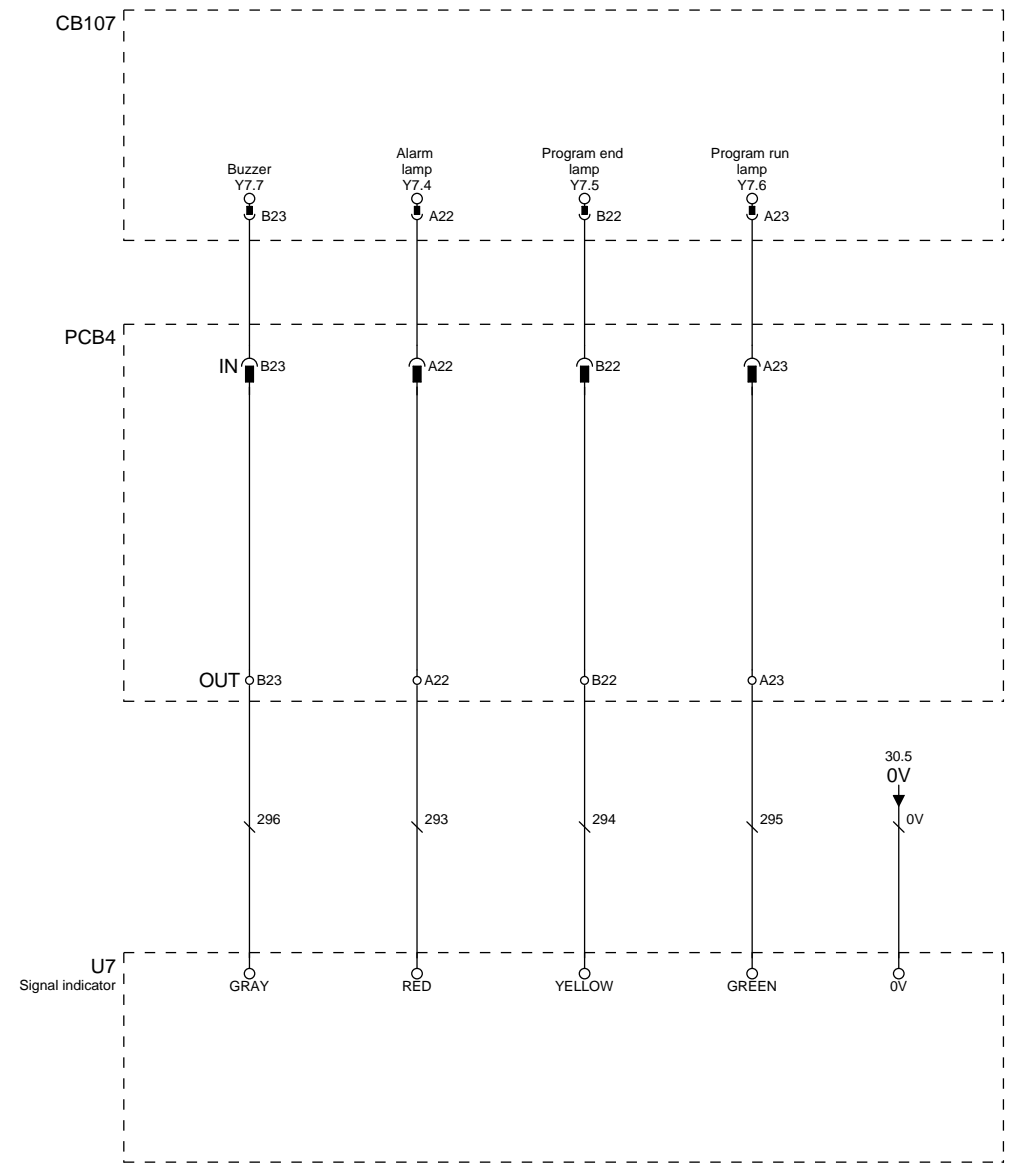 CB107
Buzzer
Y7.7
Alarm
lamp
Y7.4
Program end
lamp
Y7.5
Program run
lamp
Y7.6
B23
A22
B22
A23
PCB4
IN
B23
A22
B22
A23
OUT
B23
A22
B22
A23
30.5
0V
296
293
294
295
0V
U7
Signal indicator
GRAY
RED
YELLOW
GREEN
0V